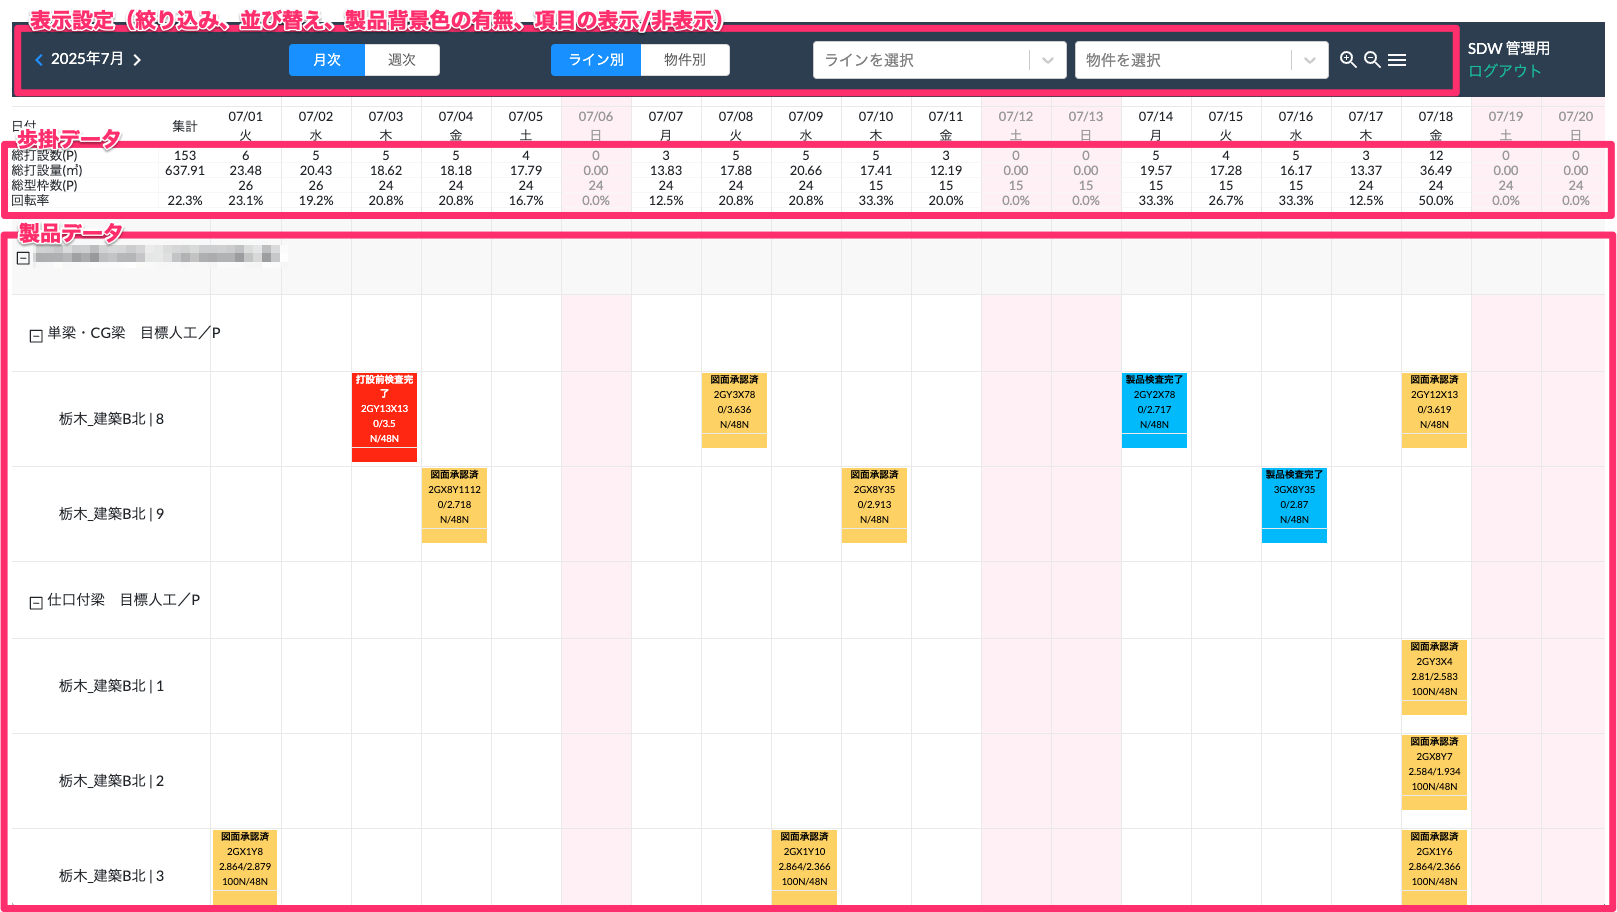 表示設定（絞り込み、並び替え、製品背景色の有無、項目の表示/非表示）
2025年7月 月次 週次 ライン別 物件別 ラインを選択 物件を選択 SDW 管理用
ログアウト
07/01 07/02 07/03 07/04 07/05 07/06 07/07 07/08 07/09 07/10 07/11 07/12 07/13 07/14 07/15 07/16 07/17 07/18 07/19 07/20
日付 集計 火 水 木 金 土 日 月 火 水 木 金 土 日 月 火 水 木 金 土 日
歩掛データ
総打設数(P) 153 6 5 5 5 4 0 3 5 5 5 3 0 0 5 4 5 3 12 0 0
総打設量(㎥) 637.91 23.48 20.43 18.62 18.18 17.79 0.00 13.83 17.88 20.66 17.41 12.19 0.00 0.00 19.57 17.28 16.17 13.37 36.49 0.00 0.00
総型枠数(P) 26 26 24 24 24 24 24 24 24 15 15 15 15 15 15 15 24 24 24 24
回転率 22.3% 23.1% 19.2% 20.8% 20.8% 16.7% 0.0% 12.5% 20.8% 20.8% 33.3% 20.0% 0.0% 0.0% 33.3% 26.7% 33.3% 12.5% 50.0% 0.0% 0.0%
製品データ
単梁・CG梁　目標人工／P
栃木_建築B北 | 8
打設前検査完
了
2GY13X13
0/3.5
N/48N
図面承認済
2GY3X78
0/3.636
N/48N
製品検査完了
2GY2X78
0/2.717
N/48N
図面承認済
2GY12X13
0/3.619
N/48N
栃木_建築B北 | 9
図面承認済
2GX8Y1112
0/2.718
N/48N
図面承認済
2GX8Y35
0/2.913
N/48N
製品検査完了
3GX8Y35
0/2.87
N/48N
仕口付梁　目標人工／P
栃木_建築B北 | 1
図面承認済
2GY3X4
2.81/2.583
100N/48N
栃木_建築B北 | 2
図面承認済
2GX8Y7
2.584/1.934
100N/48N
栃木_建築B北 | 3
図面承認済
2GX1Y8
2.864/2.879
100N/48N
図面承認済
2GX1Y10
2.864/2.366
100N/48N
図面承認済
2GX1Y6
2.864/2.366
100N/48N